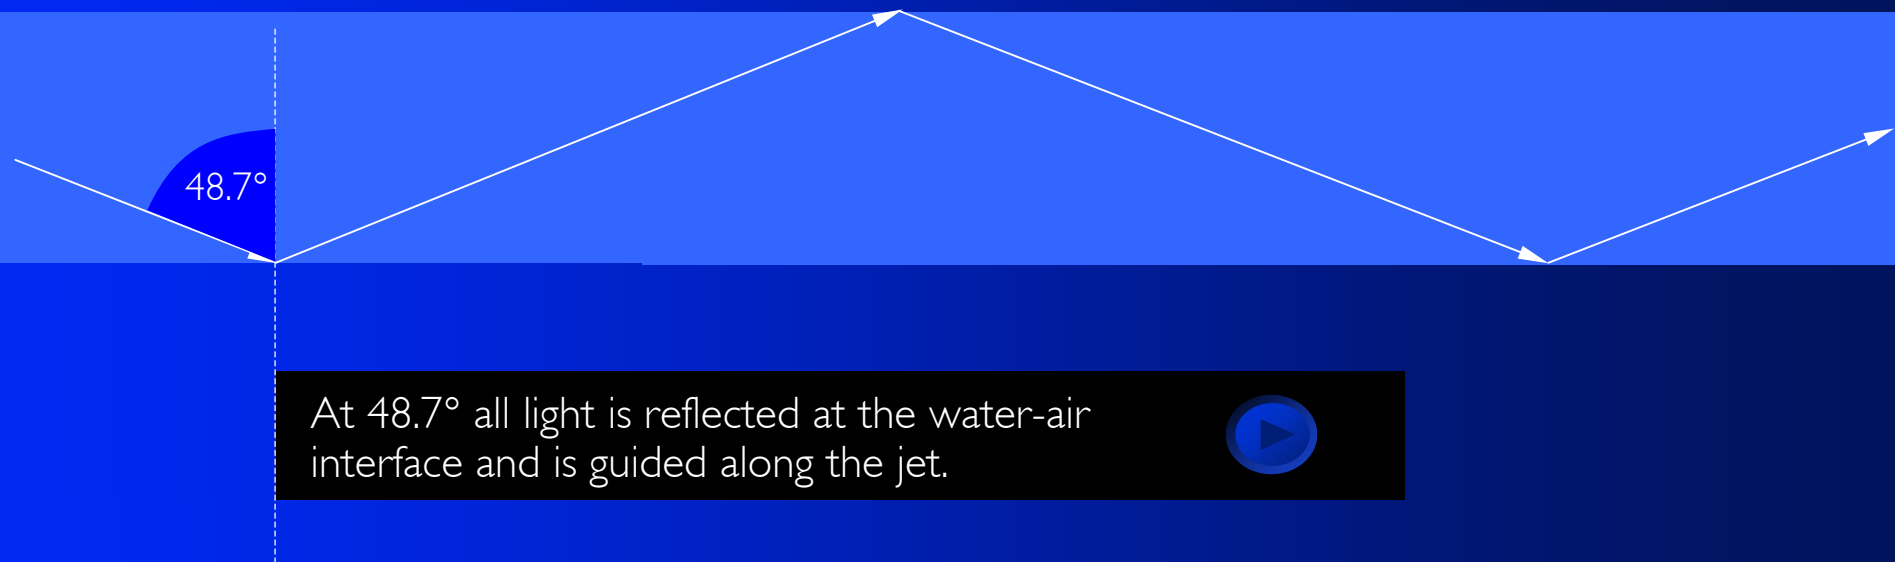 48.7°
At 48.7° all light is reflected at the water-air
interface and is guided along the jet.